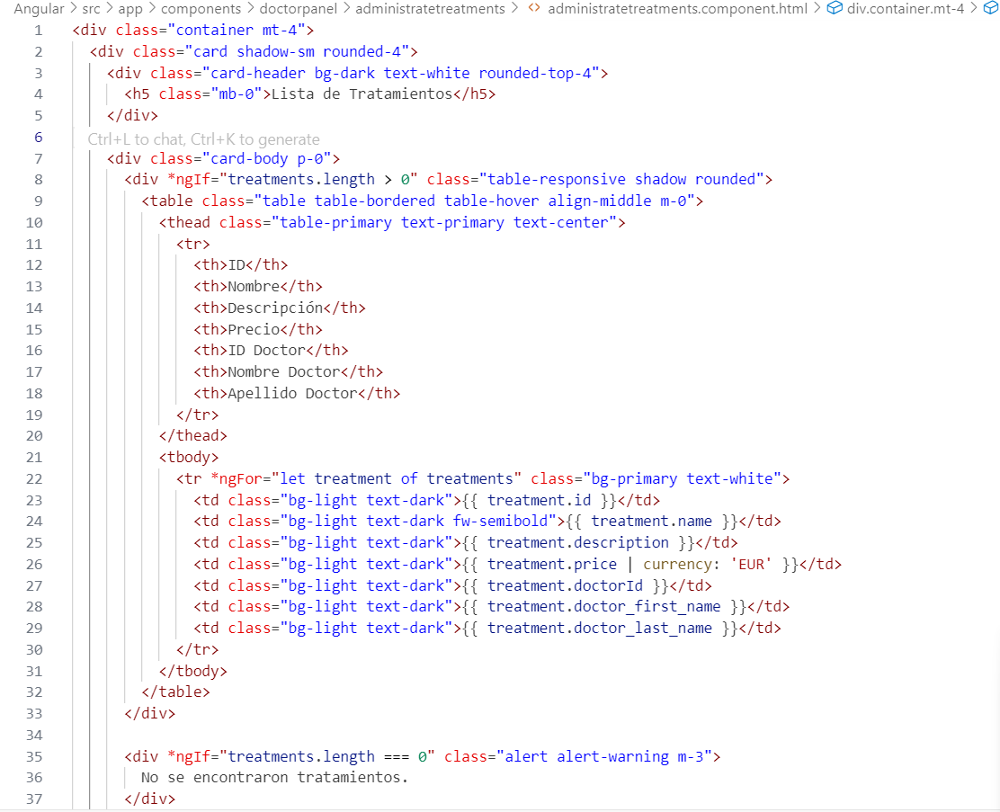 Angular > src > app > components > doctorpanel > administratetreatments > <> administratetreatments.component.html > div.container.mt-4 >
1 <div class="container mt-4">
2 <div class="card shadow-sm rounded-4">
3 <div class="card-header bg-dark text-white rounded-top-4">
4 <h5 class="mb-0">Lista de Tratamientos</h5>
5 </div>
6 Ctrl+L to chat, Ctrl+K to generate
7 <div class="card-body p-0">
8 <div *ngIf="treatments.length > 0" class="table-responsive shadow rounded">
9 <table class="table table-bordered table-hover align-middle m-0">
10 <thead class="table-primary text-primary text-center">
11 <tr>
12 <th>ID</th>
13 <th>Nombre</th>
14 <th>Descripción</th>
15 <th>Precio</th>
16 <th>ID Doctor</th>
17 <th>Nombre Doctor</th>
18 <th>Apellido Doctor</th>
19 </tr>
20 </thead>
21 <tbody>
22 <tr *ngFor="let treatment of treatments" class="bg-primary text-white">
23 <td class="bg-light text-dark">{{ treatment.id }}</td>
24 <td class="bg-light text-dark fw-semibold">{{ treatment.name }}</td>
25 <td class="bg-light text-dark">{{ treatment.description }}</td>
26 <td class="bg-light text-dark">{{ treatment.price | currency: 'EUR' }}</td>
27 <td class="bg-light text-dark">{{ treatment.doctorId }}</td>
28 <td class="bg-light text-dark">{{ treatment.doctor_first_name }}</td>
29 <td class="bg-light text-dark">{{ treatment.doctor_last_name }}</td>
30 </tr>
31 </tbody>
32 </table>
33 </div>
34
35 <div *ngIf="treatments.length === 0" class="alert alert-warning m-3">
36 No se encontraron tratamientos.
37 </div>